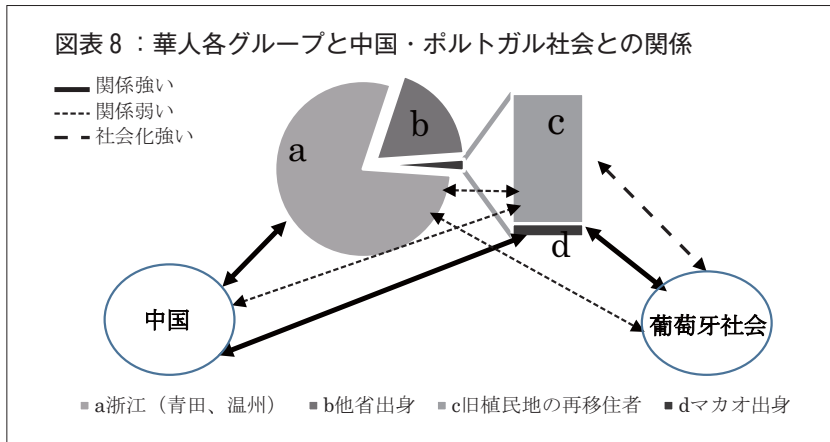 図表8：華人各グループと中国・ポルトガル社会との関係
関係強い
関係弱い
社会化強い
a
b
c
d
中国
葡萄牙社会
a浙江（青田、温州）
b他省出身
c旧植民地の再移住者
dマカオ出身